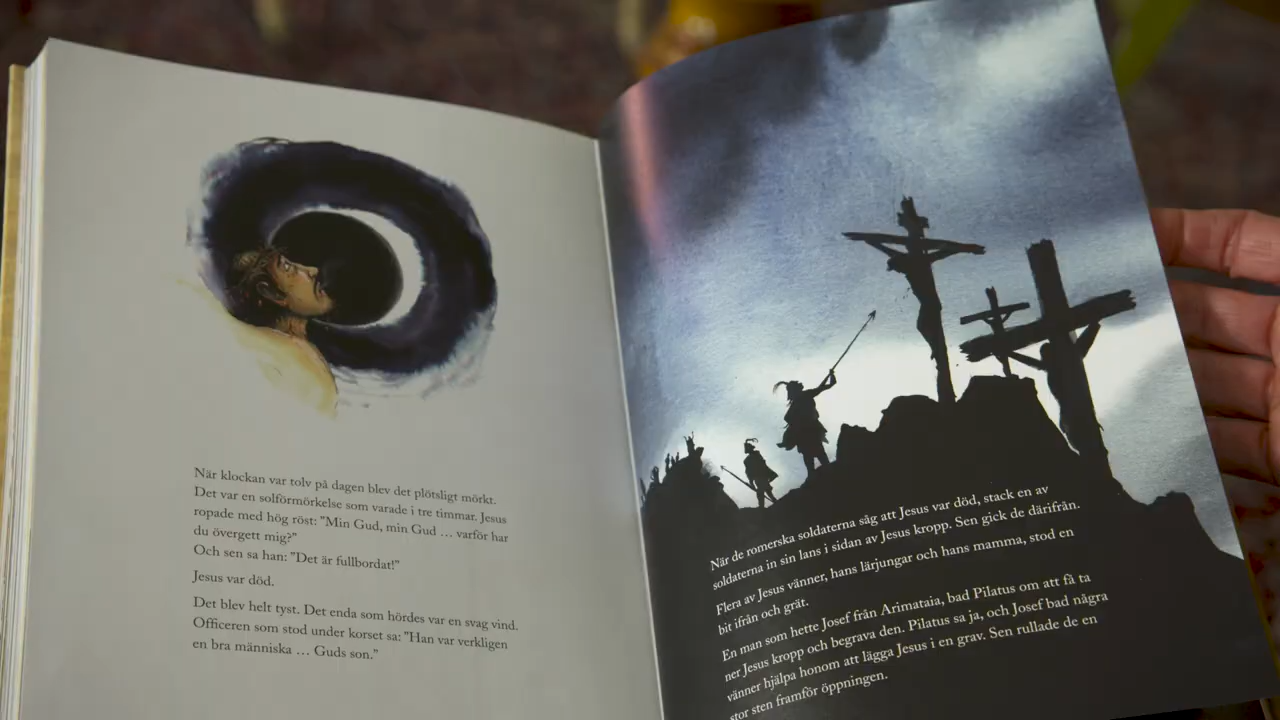 När klockan var tolv på dagen blev det plötsligt mörkt.
Det var en solförmörkelse som varade i tre timmar. Jesus
ropade med hög röst: "Min Gud, min Gud … varför har
du övergett mig?"
Och sen sa han: "Det är fullbordat!"
Jesus var död.
Det blev helt tyst. Det enda som hördes var en svag vind.
Officeren som stod under korset sa: "Han var verkligen
en bra människa … Guds son."
När de romerska soldaterna såg att Jesus var död, stack en av
soldaterna in sin lans i sidan av Jesus kropp. Sen gick de därifrån.
Flera av Jesus vänner, hans lärjungar och hans mamma, stod en
bit ifrån och grät.
En man som hette Josef från Arimataia, bad Pilatus om att få ta
ner Jesus kropp och begrava den. Pilatus sa ja, och Josef bad några
vänner hjälpa honom att lägga Jesus i en grav. Sen rullade de en
stor sten framför öppningen.